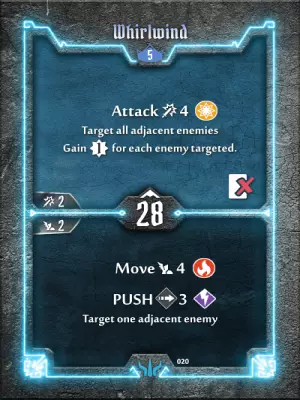 Whirlwind
5
Attack 4
Target all adjacent enemies
Gain 1 for each enemy targeted.
2
28
2
Move 4
PUSH 3
Target one adjacent enemy
020